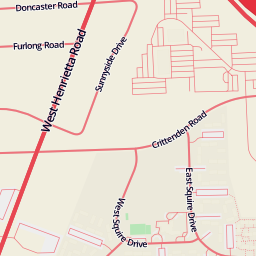 Doncaster Road
Furlong Road
West Henrietta Road
Sunnyside Drive
Crittenden Road
East Squire Drive
West Squire Drive